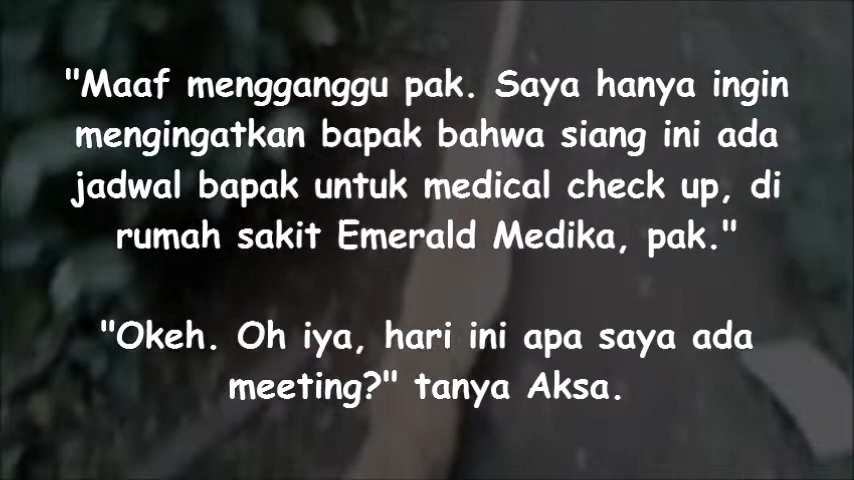 "Maaf mengganggu pak. Saya hanya ingin
mengingatkan bapak bahwa siang ini ada
jadwal bapak untuk medical check up, di
rumah sakit Emerald Medika, pak."
"Okeh. Oh iya, hari ini apa saya ada
meeting?" tanya Aksa.